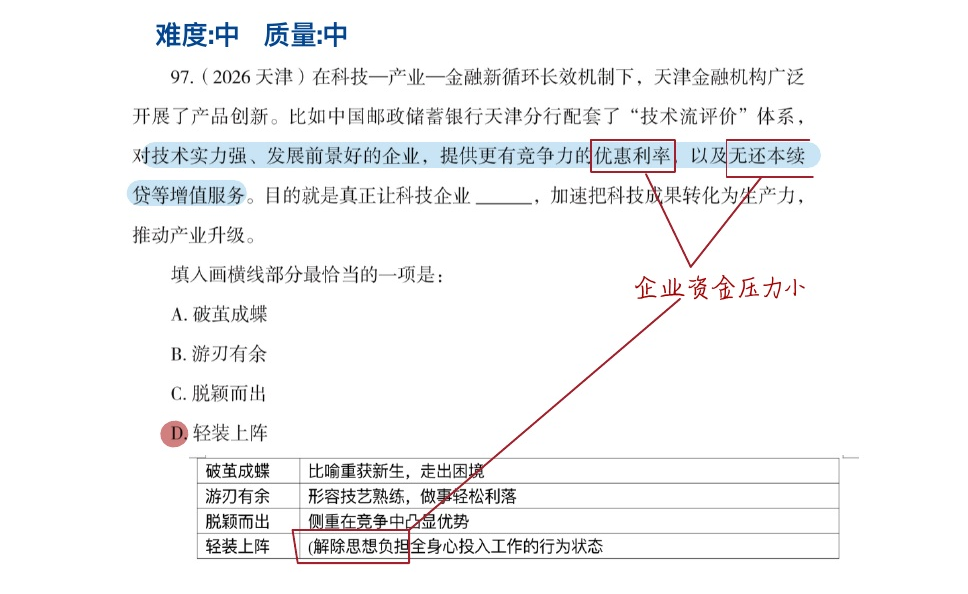 难度:中 质量:中
97.（2026 天津）在科技—产业—金融新循环长效机制下，天津金融机构广泛
开展了产品创新。比如中国邮政储蓄银行天津分行配套了“技术流评价”体系，
对技术实力强、发展前景好的企业，提供更有竞争力的优惠利率，以及无还本续
贷等增值服务。目的就是真正让科技企业 ______，加速把科技成果转化为生产力，
推动产业升级。
填入画横线部分最恰当的一项是：
企业资金压力小
A. 破茧成蝶
B. 游刃有余
C. 脱颖而出
D. 轻装上阵
破茧成蝶 比喻重获新生，走出困境
游刃有余 形容技艺熟练，做事轻松利落
脱颖而出 侧重在竞争中凸显优势
轻装上阵 (解除思想负担全身心投入工作的行为状态